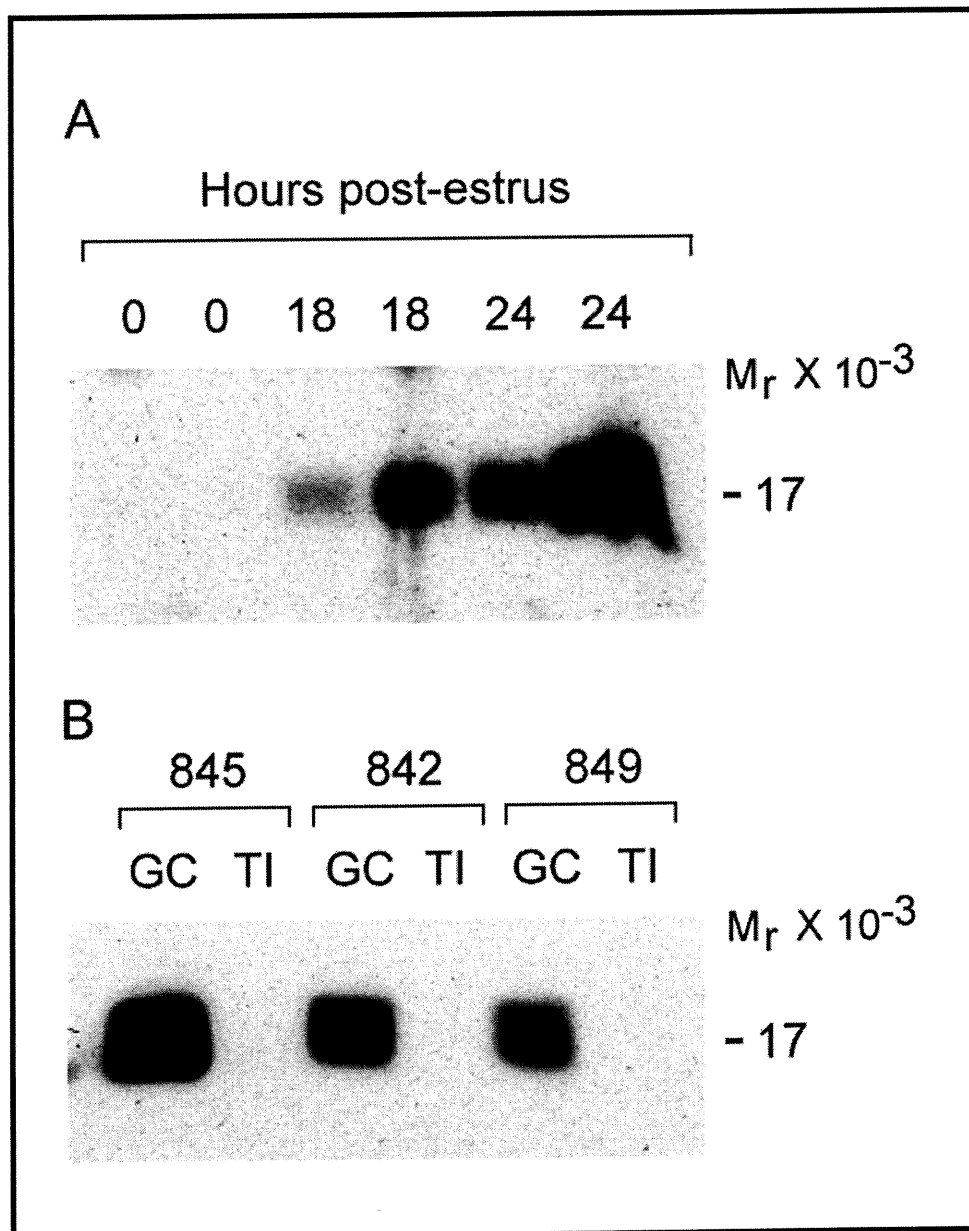 A
Hours post-estrus
0 0 18 18 24 24
Mr X 10-3
- 17
B
845 842 849
GC TI GC TI GC TI
Mr X 10-3
- 17